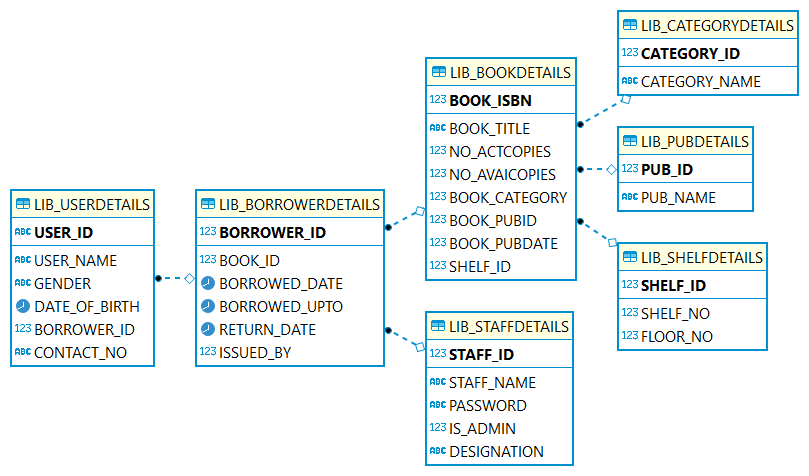 LIB_CATEGORYDETAILS
123 CATEGORY_ID
ABC CATEGORY_NAME
LIB_BOOKDETAILS
123 BOOK_ISBN
ABC BOOK_TITLE
123 NO_ACTCOPIES
123 NO_AVAICOPIES
123 BOOK_CATEGORY
123 BOOK_PUBID
123 BOOK_PUBDATE
123 SHELF_ID
LIB_PUBDETAILS
123 PUB_ID
ABC PUB_NAME
LIB_USERDETAILS
ABC USER_ID
ABC USER_NAME
ABC GENDER
DATE_OF_BIRTH
123 BORROWER_ID
ABC CONTACT_NO
LIB_BORROWERDETAILS
123 BORROWER_ID
123 BOOK_ID
BORROWED_DATE
BORROWED_UPTO
RETURN_DATE
123 ISSUED_BY
LIB_SHELFDETAILS
123 SHELF_ID
123 SHELF_NO
123 FLOOR_NO
LIB_STAFFDETAILS
123 STAFF_ID
ABC STAFF_NAME
ABC PASSWORD
123 IS_ADMIN
ABC DESIGNATION